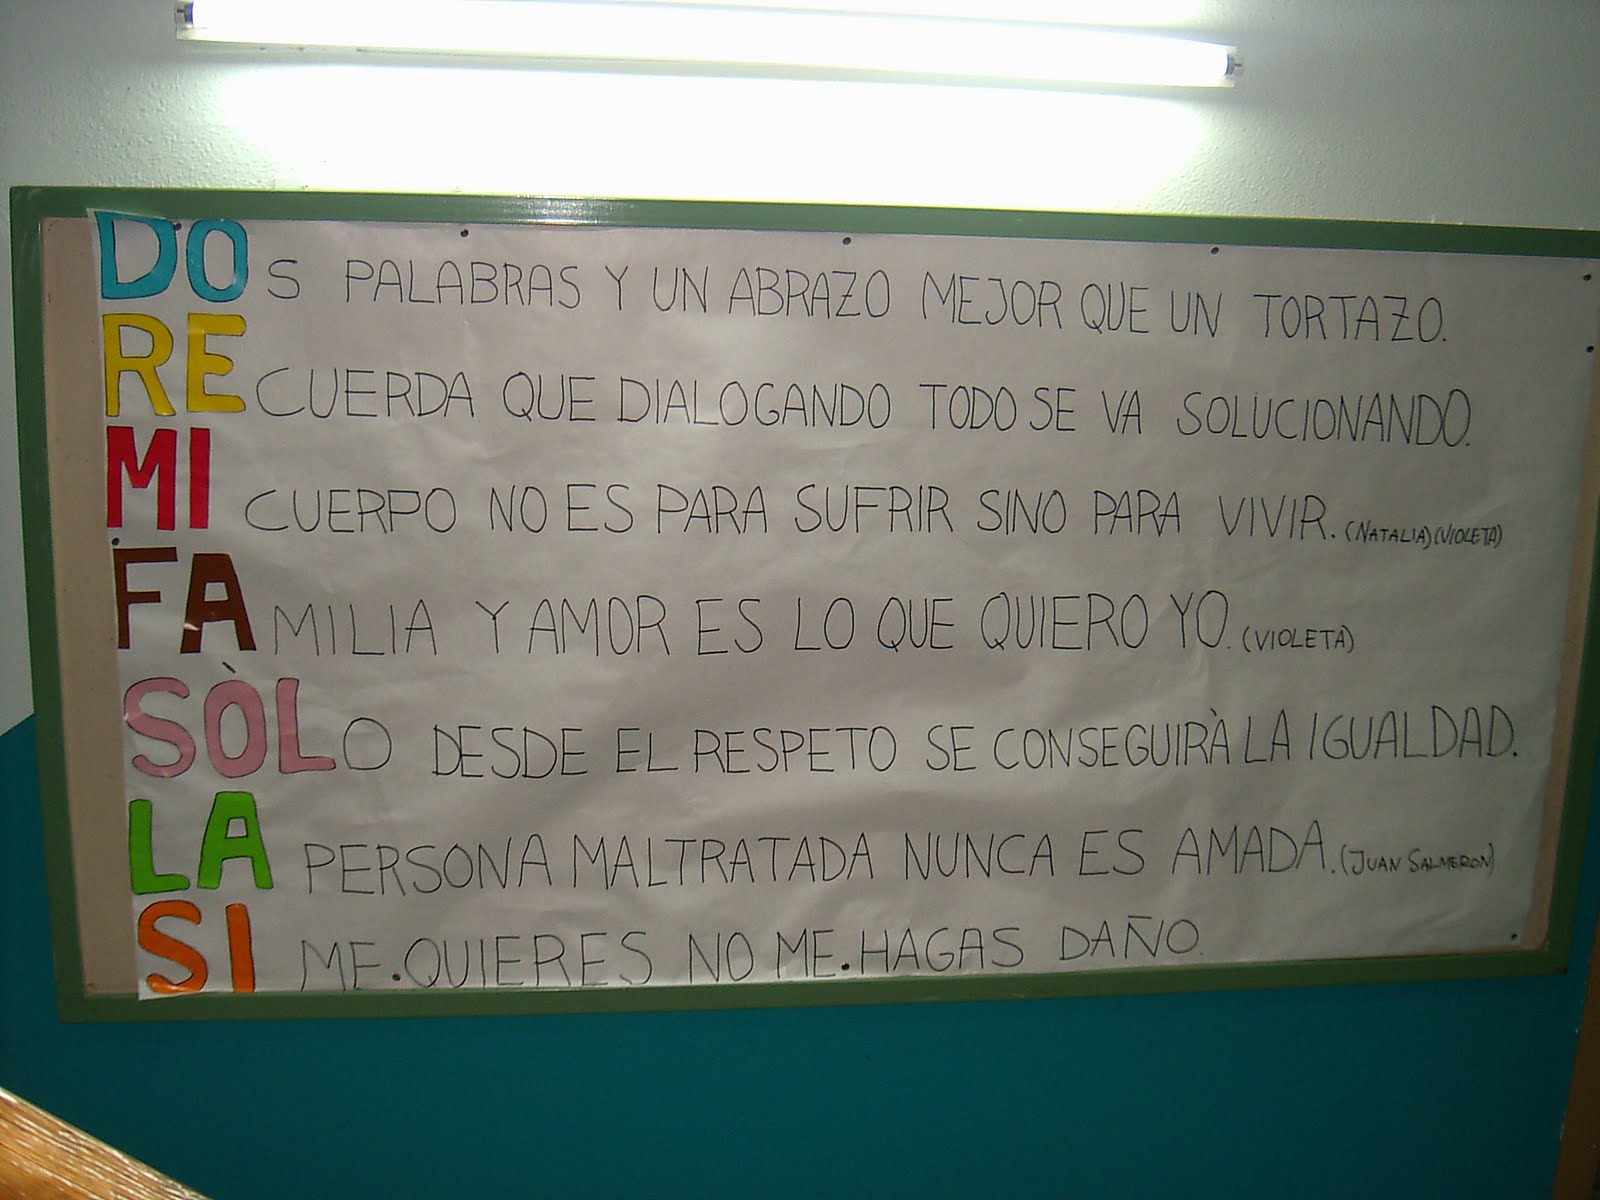 DOS PALABRAS Y UN ABRAZO MEJOR QUE UN TORTAZO.
RECUERDA QUE DIALOGANDO TODO SE VA SOLUCIONANDO.
MI CUERPO NO ES PARA SUFRIR SINO PARA VIVIR. (NATALIA) (VIOLETA)
FAMILIA Y AMOR ES LO QUE QUIERO YO. (VIOLETA)
SÒLO DESDE EL RESPETO SE CONSEGUIRÀ LA IGUALDAD.
LA PERSONA MALTRATADA NUNCA ES AMADA. (JUAN SALMERON)
SI ME QUIERES NO ME HAGAS DAÑO.